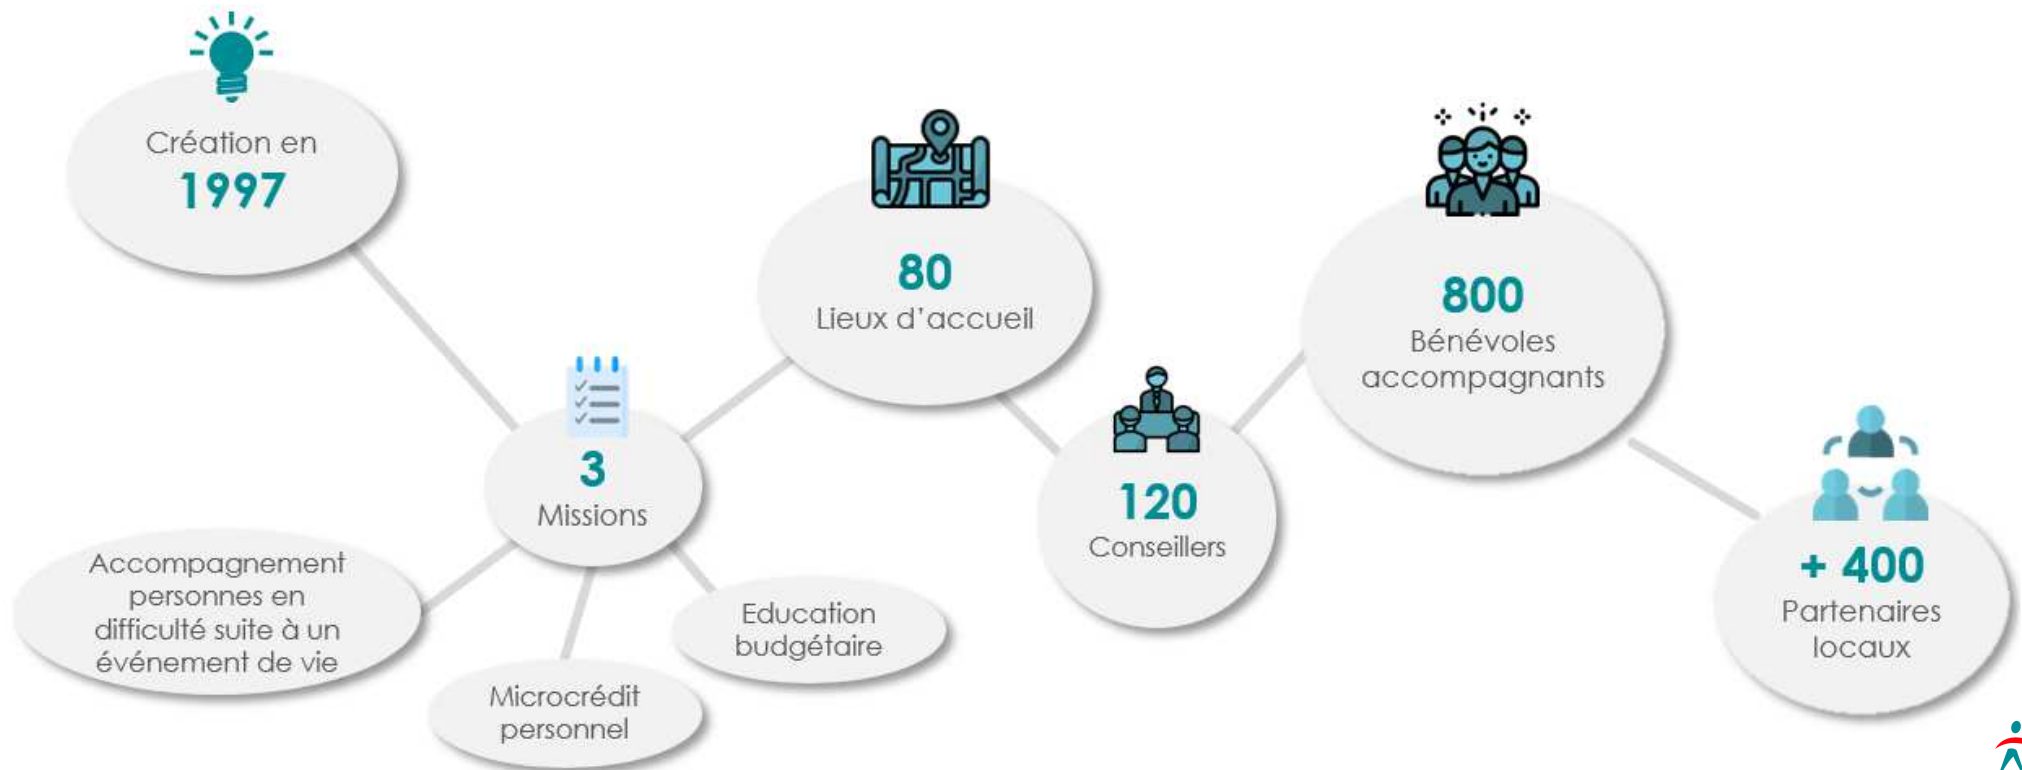 Création en
1997
3
Missions
Accompagnement
personnes en
difficulté suite à un
événement de vie
Microcrédit
personnel
Education
budgétaire
80
Lieux d’accueil
120
Conseillers
800
Bénévoles
accompagnants
+ 400
Partenaires
locaux